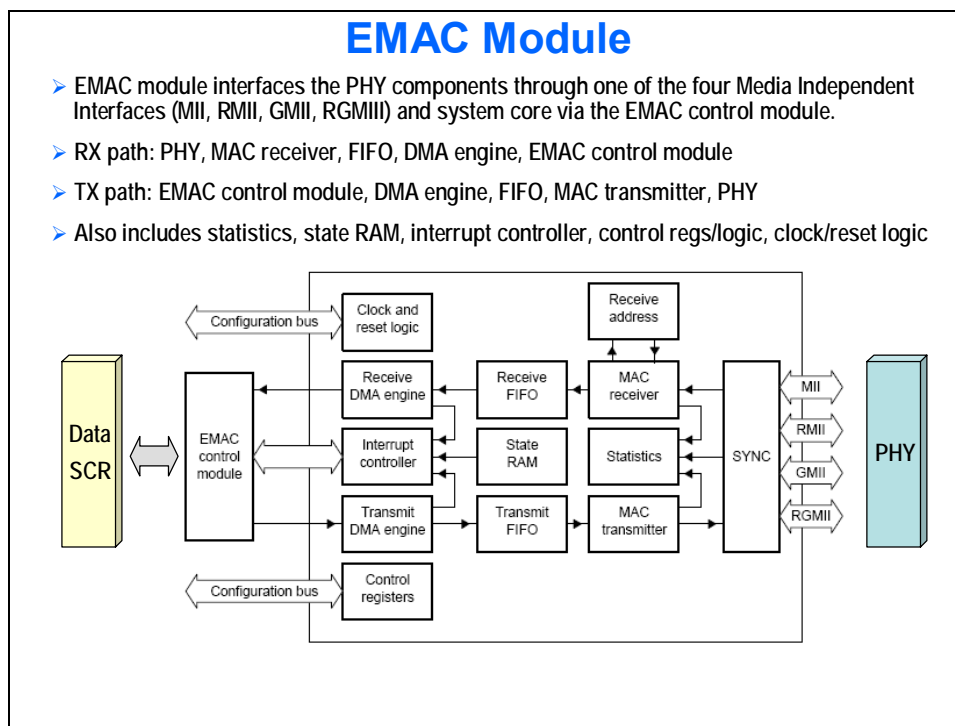 EMAC Module
➢ EMAC module interfaces the PHY components through one of the four Media Independent
Interfaces (MII, RMII, GMII, RGMIII) and system core via the EMAC control module.
➢ RX path: PHY, MAC receiver, FIFO, DMA engine, EMAC control module
➢ TX path: EMAC control module, DMA engine, FIFO, MAC transmitter, PHY
➢ Also includes statistics, state RAM, interrupt controller, control regs/logic, clock/reset logic
Configuration bus
Clock and
reset logic
Receive
address
Receive
DMA engine
Receive
FIFO
MAC
receiver
MII
Data
SCR
EMAC
control
module
Interrupt
controller
State
RAM
Statistics
SYNC
RMII
GMII
PHY
Transmit
DMA engine
Transmit
FIFO
MAC
transmitter
RGMII
Configuration bus
Control
registers